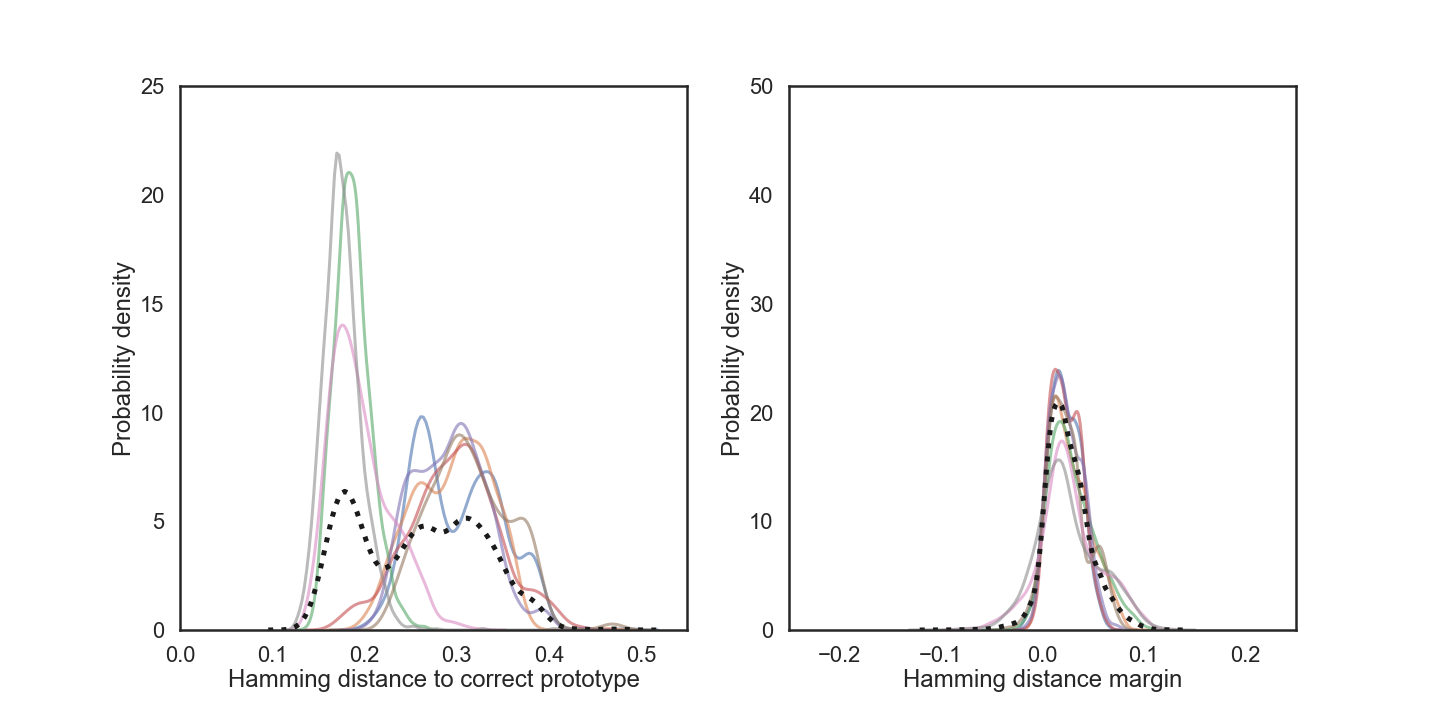 25
20
15
10
5
0
Probability density
0.0 0.1 0.2 0.3 0.4 0.5
Hamming distance to correct prototype
50
40
30
20
10
0
Probability density
−0.2 −0.1 0.0 0.1 0.2
Hamming distance margin